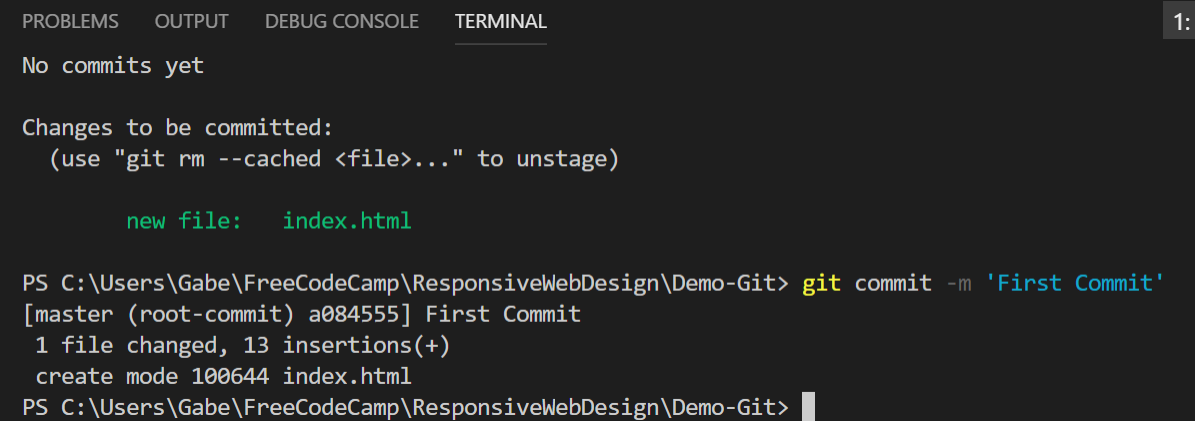 PROBLEMS OUTPUT DEBUG CONSOLE TERMINAL 1:
No commits yet
Changes to be committed:
(use "git rm --cached <file>..." to unstage)
new file: index.html
PS C:\Users\Gabe\FreeCodeCamp\ResponsiveWebDesign\Demo-Git> git commit -m 'First Commit'
[master (root-commit) a084555] First Commit
1 file changed, 13 insertions(+)
create mode 100644 index.html
PS C:\Users\Gabe\FreeCodeCamp\ResponsiveWebDesign\Demo-Git>